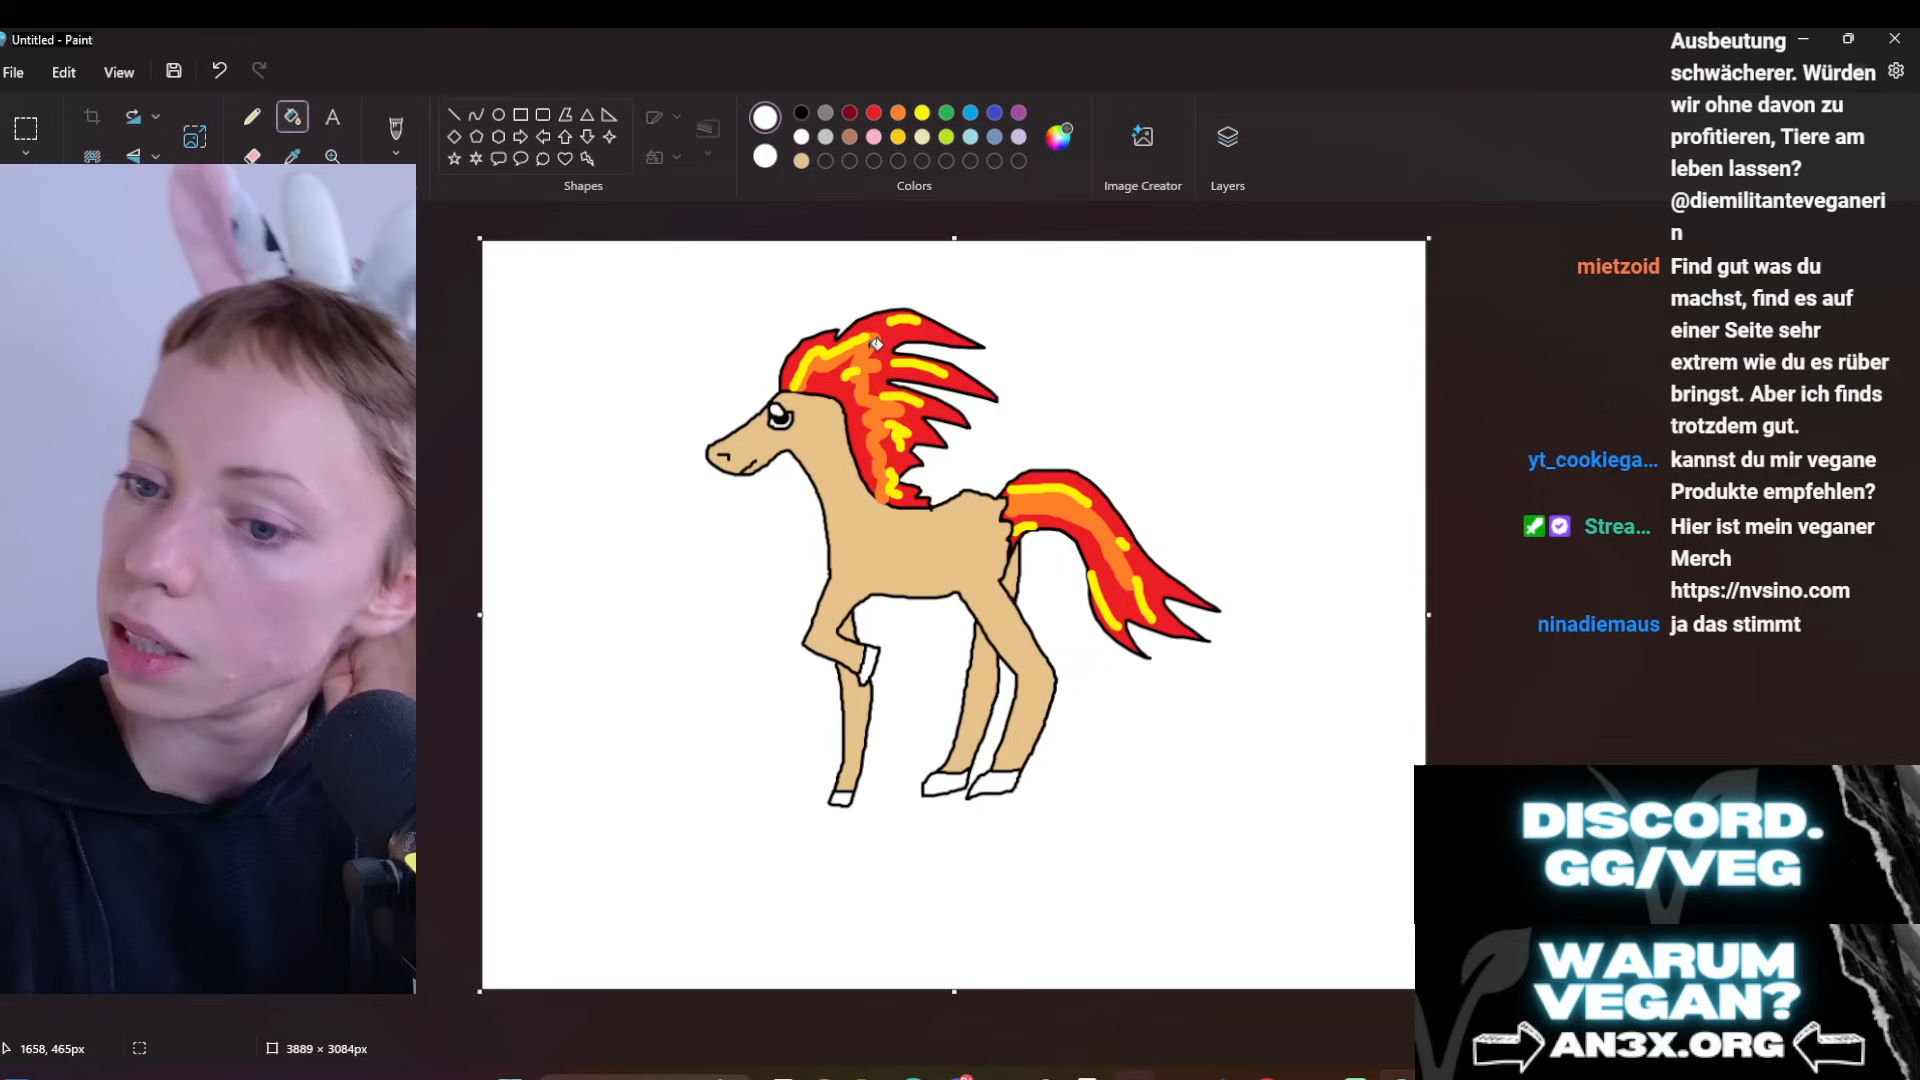 Untitled - Paint
File Edit View
Shapes
Colors
Image Creator
Layers
Ausbeutung
schwächerer. Würden
wir ohne davon zu
profitieren, Tiere am
leben lassen?
@diemilitanteveganeri
n
mietzoid Find gut was du
machst, find es auf
einer Seite sehr
extrem wie du es rüber
bringst. Aber ich finds
trotzdem gut.
yt_cookiega... kannst du mir vegane
Produkte empfehlen?
Strea... Hier ist mein veganer
Merch
https://nvsino.com
ninadiemaus ja das stimmt
DISCORD.
GG/VEG
WARUM
VEGAN?
AN3X.ORG
1658, 465px
3889 × 3084px